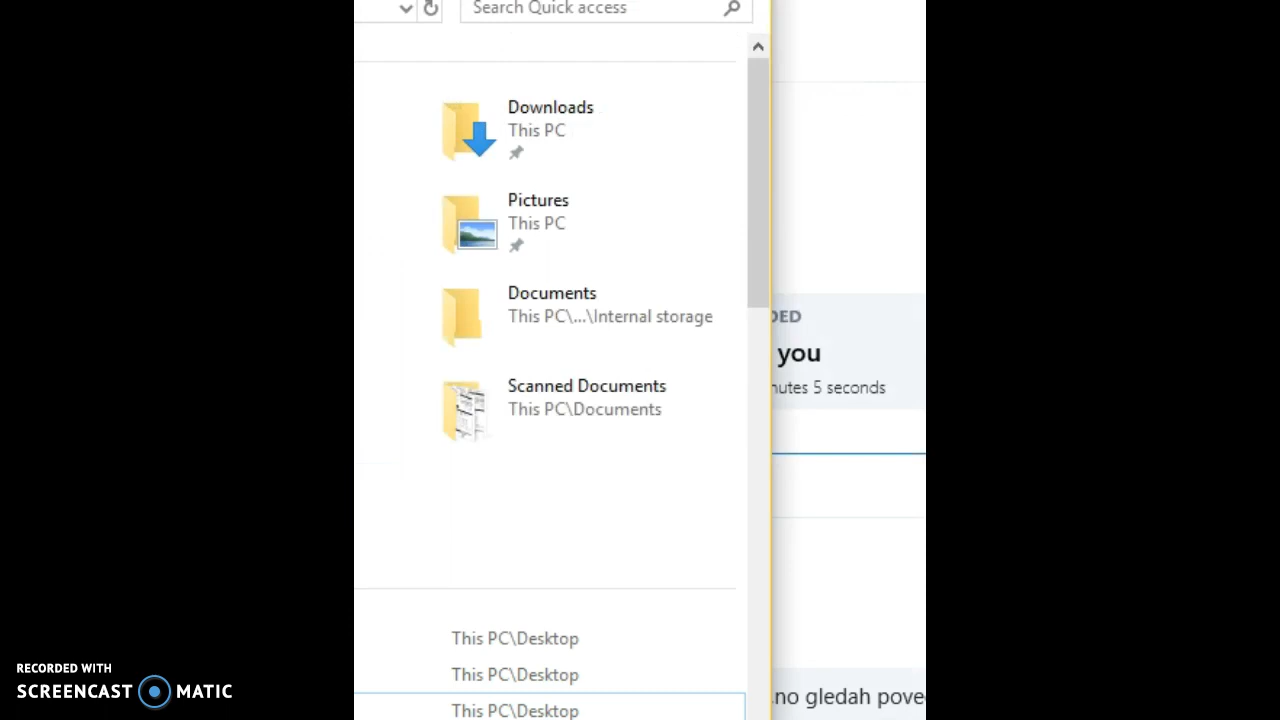 Search Quick access
Downloads
This PC
Pictures
This PC
Documents
This PC\...\Internal storage
DED
you
nutes 5 seconds
Scanned Documents
This PC\Documents
This PC\Desktop
This PC\Desktop
This PC\Desktop
no gledah pove
RECORDED WITH
SCREENCAST MATIC